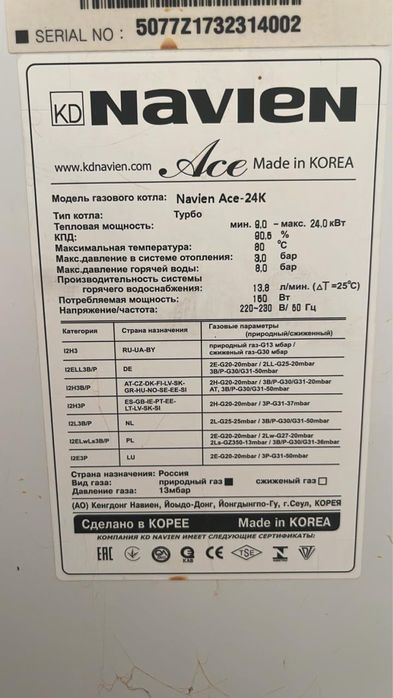 ■ SERIAL NO : 5077Z1732314002
KD NAVIEN
www.kdnavien.com Ace Made in KOREA
Модель газового котла: Navien Ace-24K
Тип котла: Турбо
Тепловая мощность: мин. 9.0 – макс. 24.0 кВт
КПД: 90.5 %
Максимальная температура: 80 °C
Макс.давление в системе отопления: 3.0 бар
Макс.давление горячей воды: 8.0 бар
Производительность системы
горячего водоснабжения: 13.8 л/мин. (ΔT =25°C)
Потребляемая мощность: 150 Вт
Напряжение/частота: 220~230 В/ 50 Гц
Категория Страна назначения Газовые параметры
(природный/сжиженный)
I2H3 RU-UA-BY природный газ-G13 мбар /
сжиженый газ-G30 мбар
I2ELL3B/P DE 2E-G20-20mbar / 2LL-G25-20mbar
3B/P-G30/G31-50mbar
I2H3B/P AT-CZ-DK-FI-LV-SK-
GR-HU-NO-SE-EE-SI 2H-G20-20mbar / 3B/P-G30/G31-20mbar
AT, 3B/P-G30/G31-50mbar
I2H3P ES-GB-IE-PT-EE-
LT-LV-SK-SI 2H-G20-20mbar / 3P-G31-37mbar
I2L3B/P NL 2L-G25-25mbar / 3B/P-G30/G31-50mbar
I2ELwLs3B/P PL 2E-G20-20mbar / 2Lw-G27-20mbar
2Ls-GZ350-13mbar / 3B/P-G30/G31-36mbar
I2E3P LU 2E-G20-20mbar / 3P-G31-50mbar
Страна назначения: Россия
Вид газа: природный газ ■ сжиженый газ □
Давление газа: 13мбар
(АО) Кенгдонг Навиен, Йоыдо-Донг, Йонгдынгпо-Гу, г.Сеул, КОРЕЯ
Сделано в КОРЕЕ Made in KOREA
КОМПАНИЯ KD NAVIEN ИМЕЕТ СЛЕДУЮЩИЕ СЕРТИФИКАТЫ:
EAC KAB CE TSE